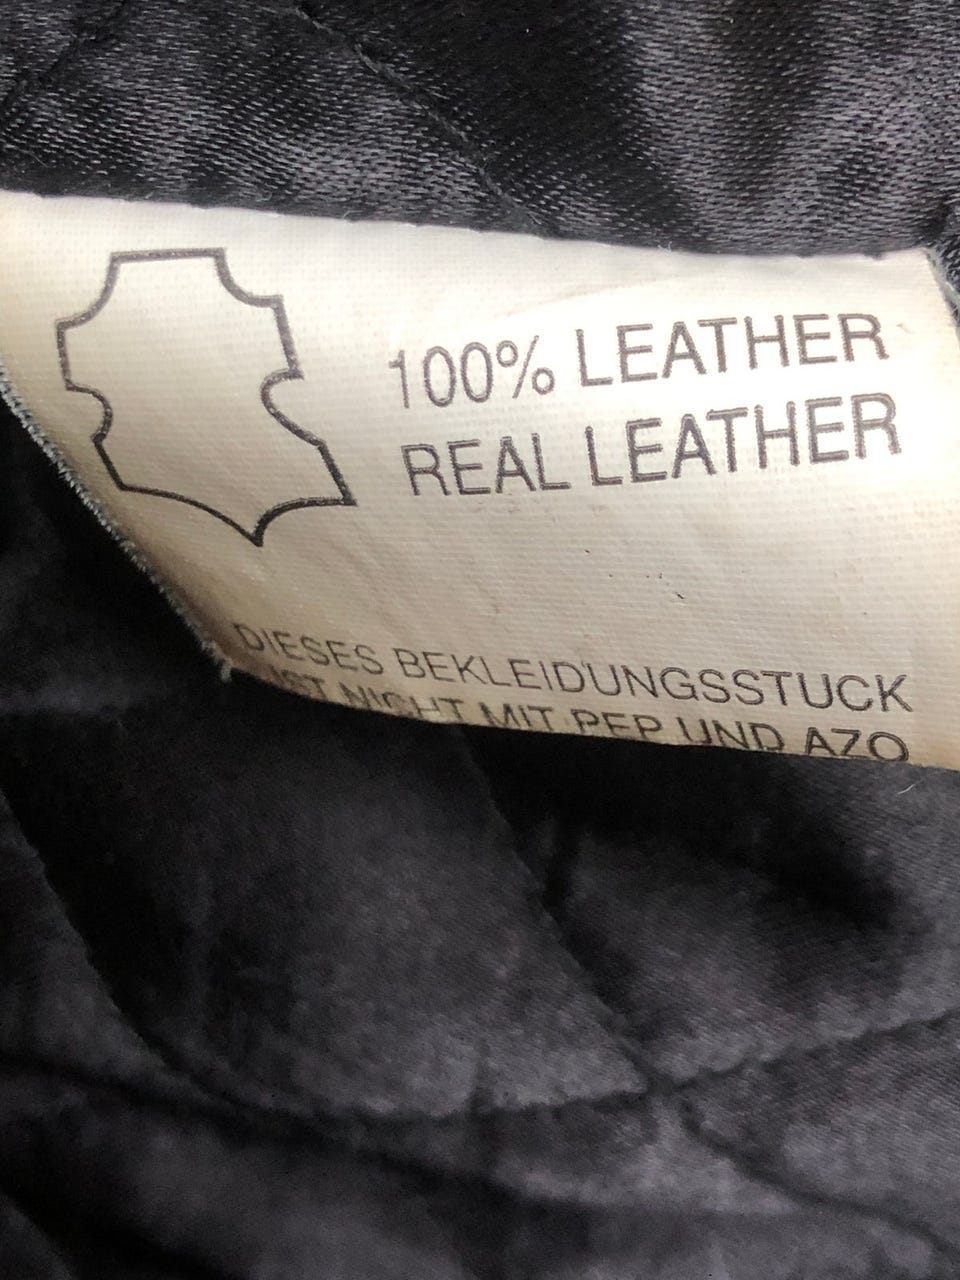 100% LEATHER
REAL LEATHER
DIESES BEKLEIDUNGSSTUCK
IST NICHT MIT PEP UND AZO